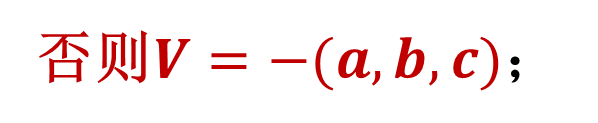 否则V = −(a, b, c);